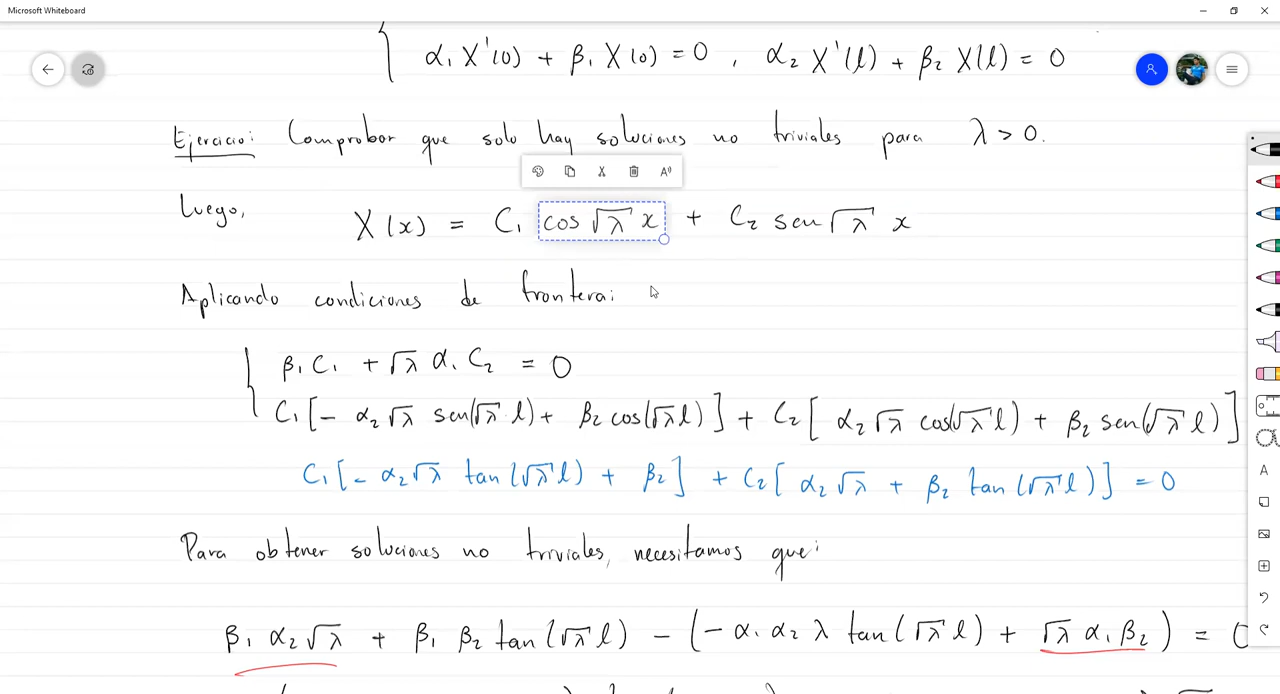 Microsoft Whiteboard
α₁ X'(0) + β₁ X(0) = 0 , α₂ X'(l) + β₂ X(l) = 0
Ejercicio: Comprobar que solo hay soluciones no triviales para λ > 0.
Luego,
X(x) = C₁ cos √λ x + C₂ sen √λ x
Aplicando condiciones de frontera:
β₁ C₁ + √λ α₁ C₂ = 0
C₁ [ - α₂ √λ sen(√λ l) + β₂ cos(√λ l) ] + C₂ [ α₂ √λ cos(√λ l) + β₂ sen(√λ l) ]
C₁ [ - α₂ √λ tan(√λ l) + β₂ ] + C₂ [ α₂ √λ + β₂ tan(√λ l) ] = 0
Para obtener soluciones no triviales, necesitamos que:
β₁ α₂ √λ + β₁ β₂ tan(√λ l) - ( - α₁ α₂ λ tan(√λ l) + √λ α₁ β₂ ) = 0